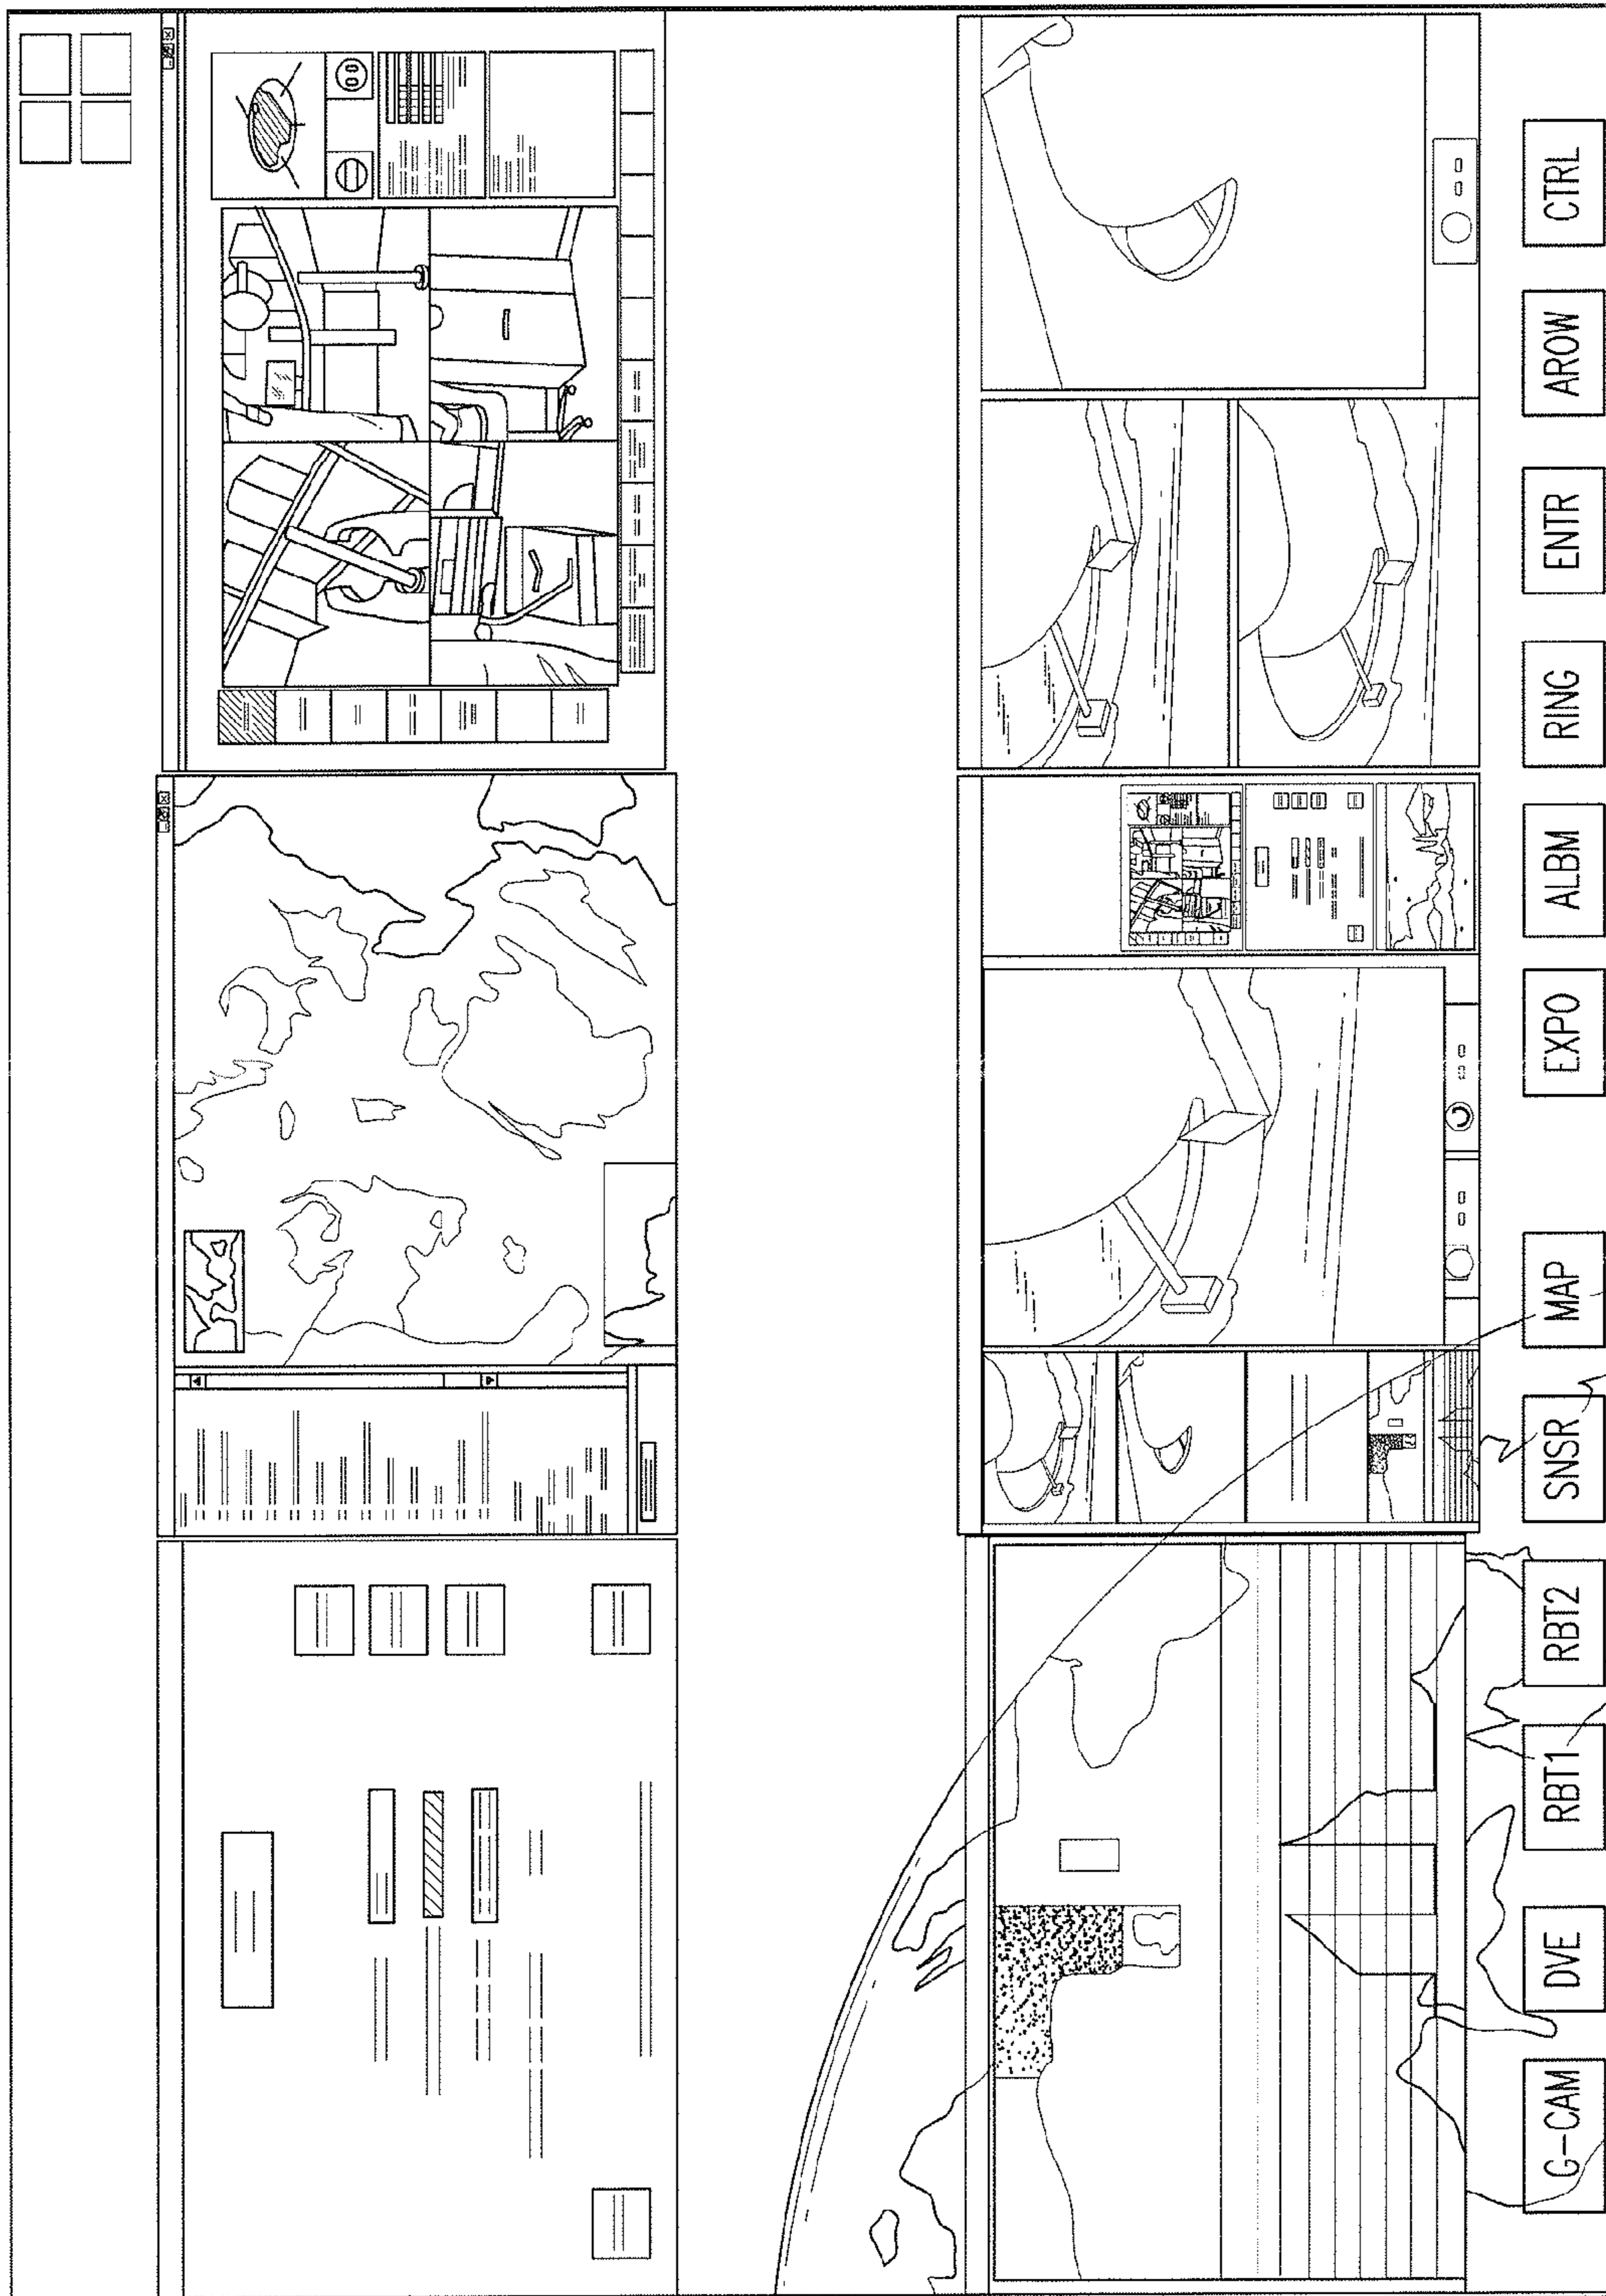 G-CAM
DVE
RBT1
RBT2
SNSR
MAP
EXPO
ALBM
RING
ENTR
AROW
CTRL